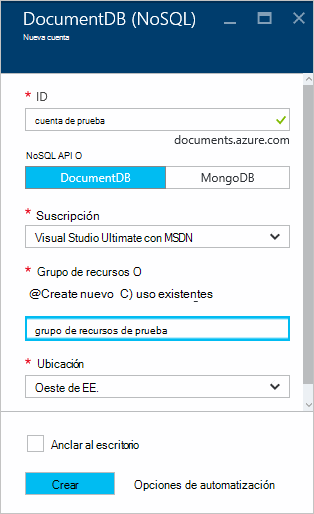 DocumentDB (NoSQL)
Nueva cuenta
* ID
cuenta de prueba
documents.azure.com
NoSQL API O
DocumentDB MongoDB
* Suscripción
Visual Studio Ultimate con MSDN
* Grupo de recursos O
@Create nuevo C) uso existentes
grupo de recursos de prueba
* Ubicación
Oeste de EE.
Anclar al escritorio
Crear Opciones de automatización